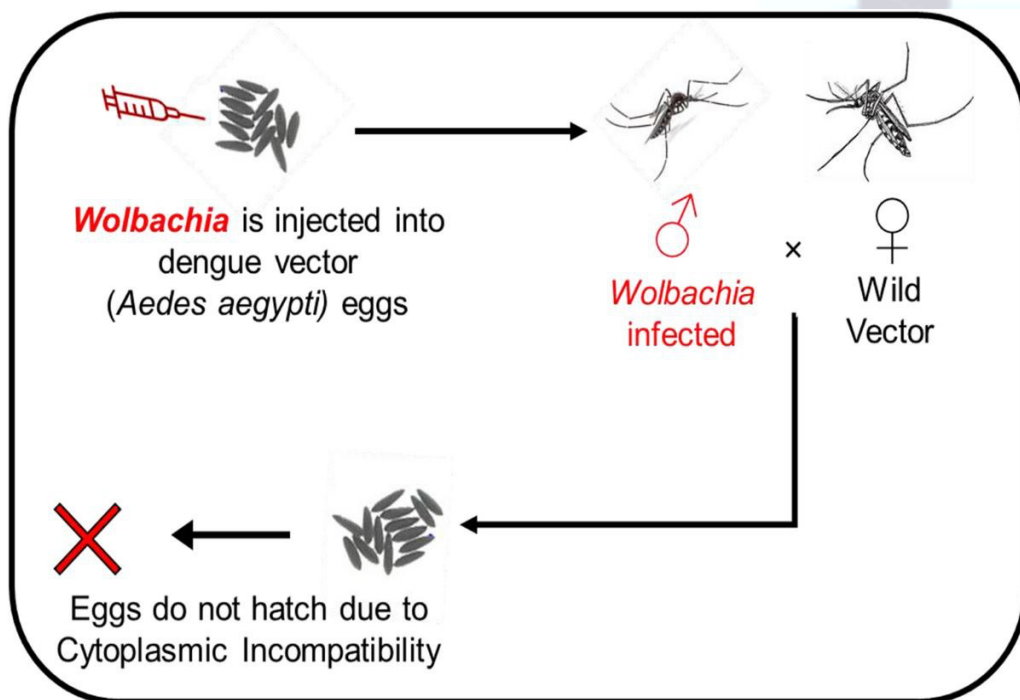 Wolbachia is injected into
dengue vector
(Aedes aegypti) eggs
Wolbachia
infected
×
Wild
Vector
Eggs do not hatch due to
Cytoplasmic Incompatibility